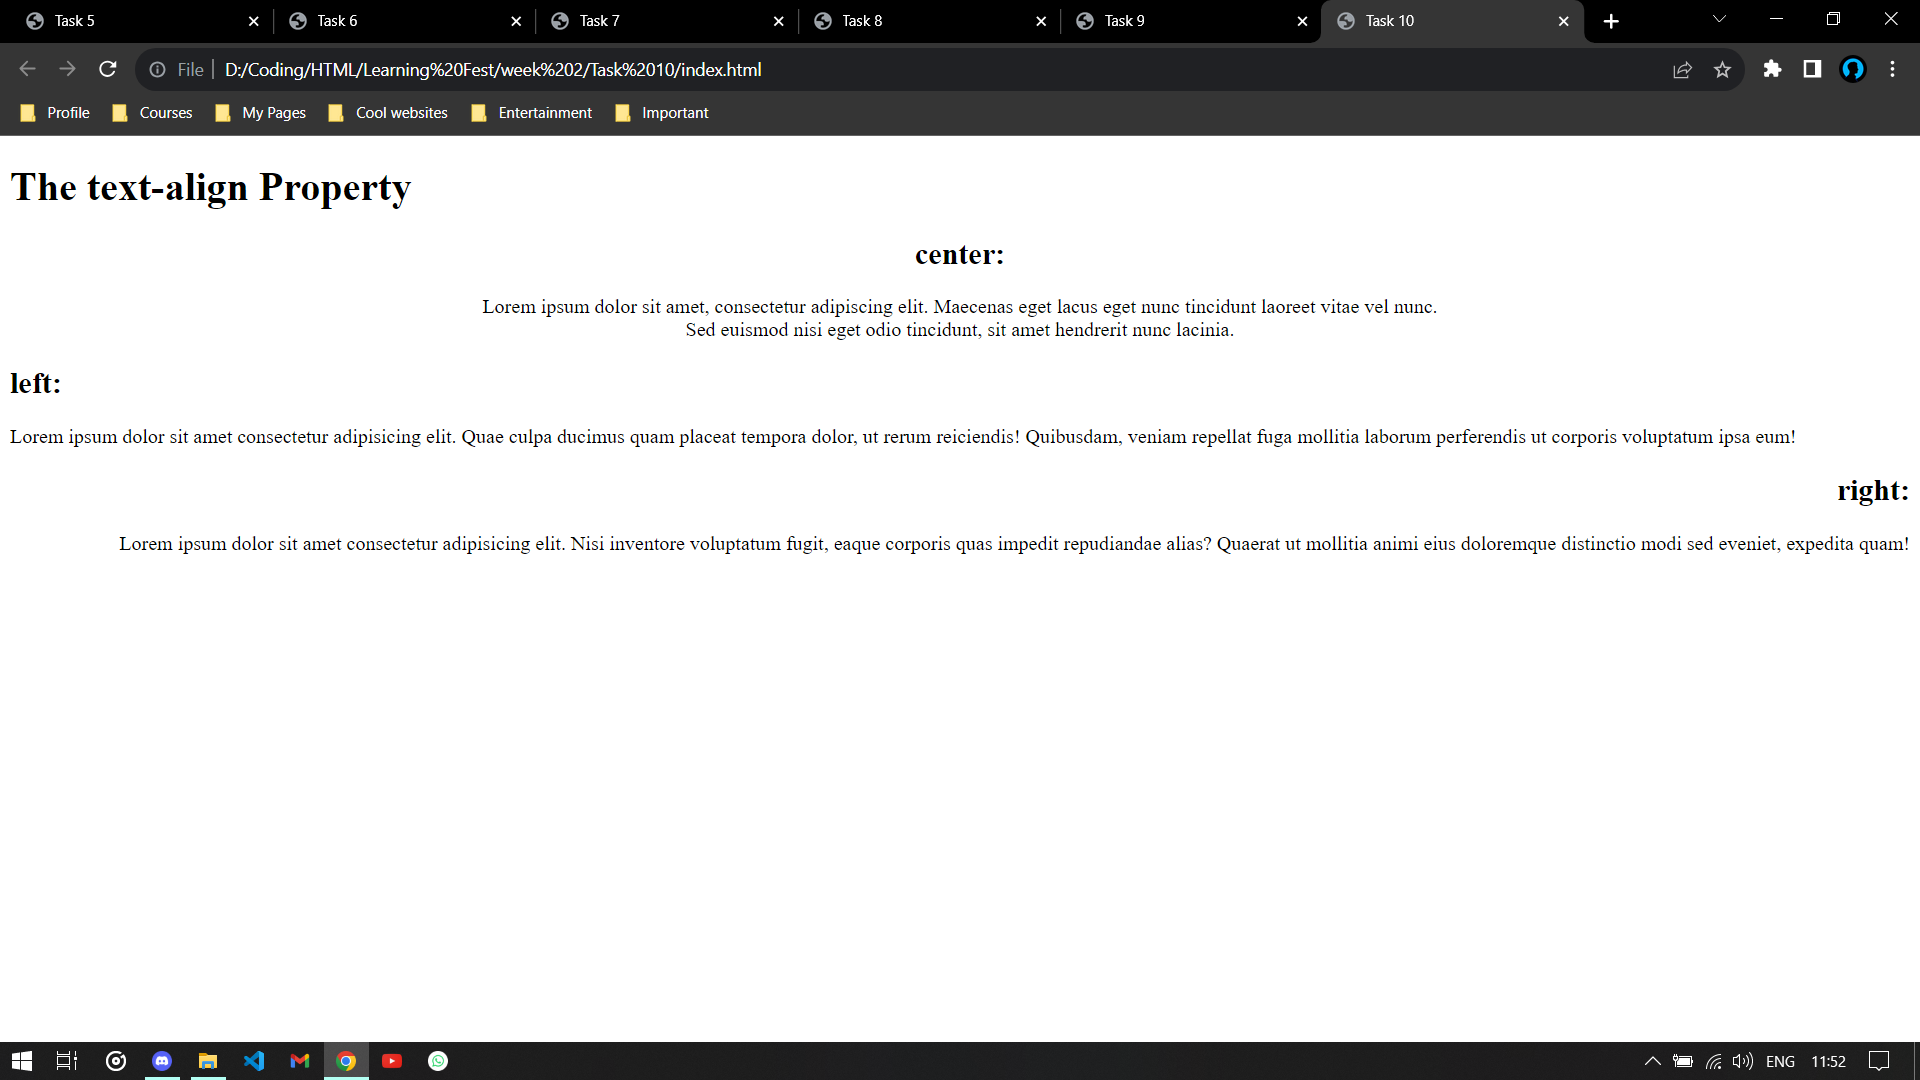 Task 5
Task 6
Task 7
Task 8
Task 9
Task 10
File | D:/Coding/HTML/Learning%20Fest/week%202/Task%2010/index.html
Profile
Courses
My Pages
Cool websites
Entertainment
Important
The text-align Property
center:
Lorem ipsum dolor sit amet, consectetur adipiscing elit. Maecenas eget lacus eget nunc tincidunt laoreet vitae vel nunc.
Sed euismod nisi eget odio tincidunt, sit amet hendrerit nunc lacinia.
left:
Lorem ipsum dolor sit amet consectetur adipisicing elit. Quae culpa ducimus quam placeat tempora dolor, ut rerum reiciendis! Quibusdam, veniam repellat fuga mollitia laborum perferendis ut corporis voluptatum ipsa eum!
right:
Lorem ipsum dolor sit amet consectetur adipisicing elit. Nisi inventore voluptatum fugit, eaque corporis quas impedit repudiandae alias? Quaerat ut mollitia animi eius doloremque distinctio modi sed eveniet, expedita quam!
ENG
11:52